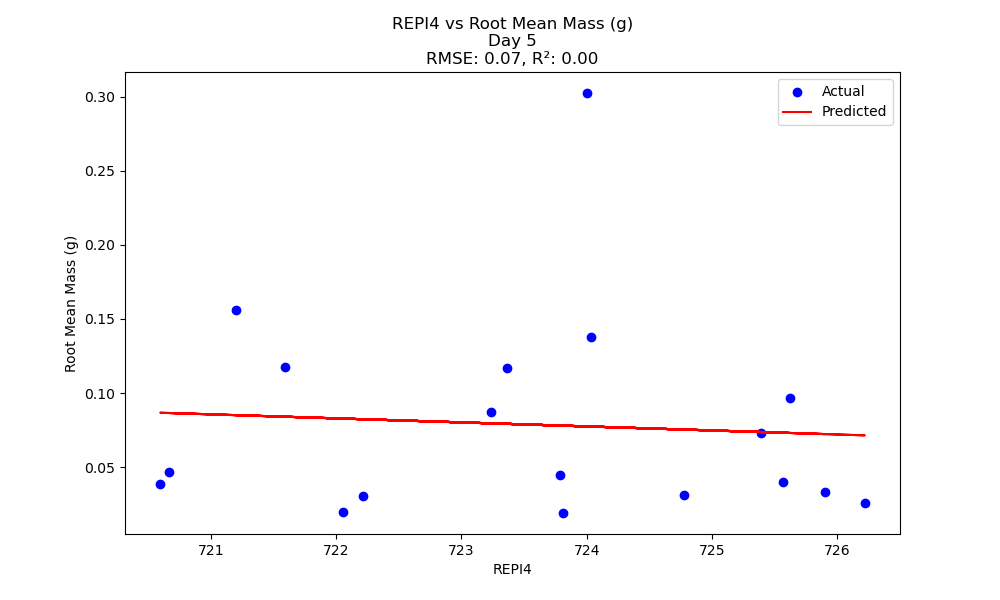 REPI4 vs Root Mean Mass (g)
Day 5
RMSE: 0.07, R²: 0.00
Actual
Predicted
0.30
0.25
0.20
0.15
0.10
0.05
Root Mean Mass (g)
721
722
723
724
725
726
REPI4